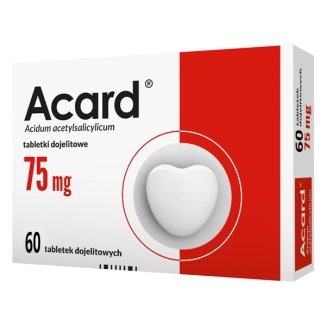 Acard®
Acidum acetylsalicylicum
tabletki dojelitowe
75 mg
60 tabletek dojelitowych
60 tabletek
dojelitowych
75 mg
Acard®